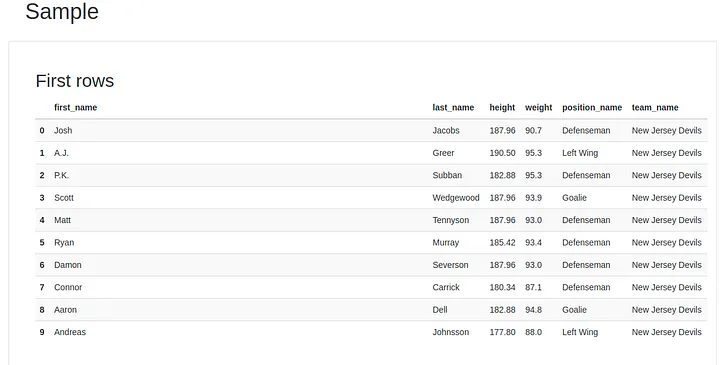 Sample
First rows
first_name last_name height weight position_name team_name
0 Josh Jacobs 187.96 90.7 Defenseman New Jersey Devils
1 A.J. Greer 190.50 95.3 Left Wing New Jersey Devils
2 P.K. Subban 182.88 95.3 Defenseman New Jersey Devils
3 Scott Wedgewood 187.96 93.9 Goalie New Jersey Devils
4 Matt Tennyson 187.96 93.0 Defenseman New Jersey Devils
5 Ryan Murray 185.42 93.4 Defenseman New Jersey Devils
6 Damon Severson 187.96 93.0 Defenseman New Jersey Devils
7 Connor Carrick 180.34 87.1 Defenseman New Jersey Devils
8 Aaron Dell 182.88 94.8 Goalie New Jersey Devils
9 Andreas Johnsson 177.80 88.0 Left Wing New Jersey Devils